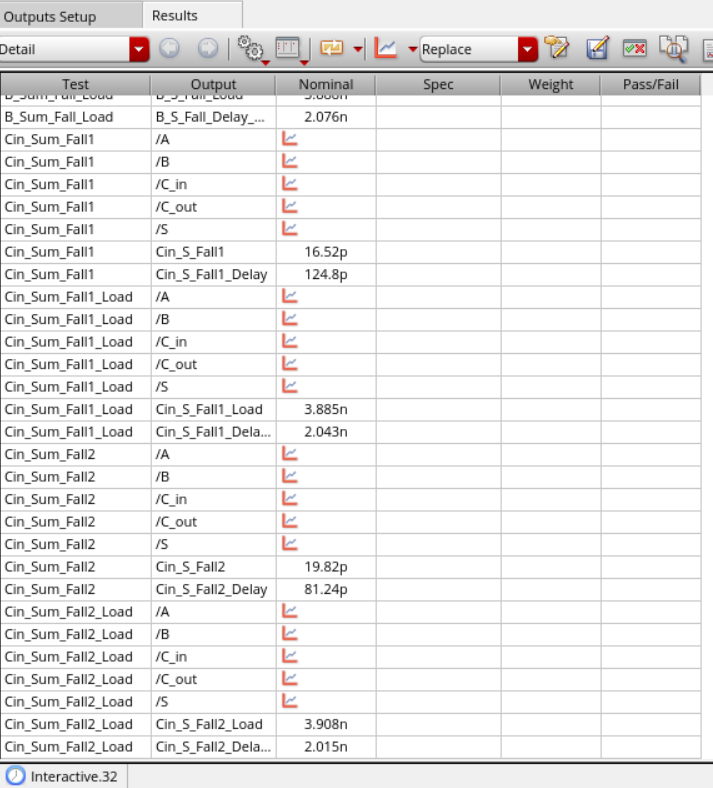 Outputs Setup Results
Detail Replace
Test Output Nominal Spec Weight Pass/Fail
B_Sum_Fall_Load B_S_Fall_Load
B_Sum_Fall_Load B_S_Fall_Delay_... 2.076n
Cin_Sum_Fall1 /A
Cin_Sum_Fall1 /B
Cin_Sum_Fall1 /C_in
Cin_Sum_Fall1 /C_out
Cin_Sum_Fall1 /S
Cin_Sum_Fall1 Cin_S_Fall1 16.52p
Cin_Sum_Fall1 Cin_S_Fall1_Delay 124.8p
Cin_Sum_Fall1_Load /A
Cin_Sum_Fall1_Load /B
Cin_Sum_Fall1_Load /C_in
Cin_Sum_Fall1_Load /C_out
Cin_Sum_Fall1_Load /S
Cin_Sum_Fall1_Load Cin_S_Fall1_Load 3.885n
Cin_Sum_Fall1_Load Cin_S_Fall1_Dela... 2.043n
Cin_Sum_Fall2 /A
Cin_Sum_Fall2 /B
Cin_Sum_Fall2 /C_in
Cin_Sum_Fall2 /C_out
Cin_Sum_Fall2 /S
Cin_Sum_Fall2 Cin_S_Fall2 19.82p
Cin_Sum_Fall2 Cin_S_Fall2_Delay 81.24p
Cin_Sum_Fall2_Load /A
Cin_Sum_Fall2_Load /B
Cin_Sum_Fall2_Load /C_in
Cin_Sum_Fall2_Load /C_out
Cin_Sum_Fall2_Load /S
Cin_Sum_Fall2_Load Cin_S_Fall2_Load 3.908n
Cin_Sum_Fall2_Load Cin_S_Fall2_Dela... 2.015n
Interactive.32